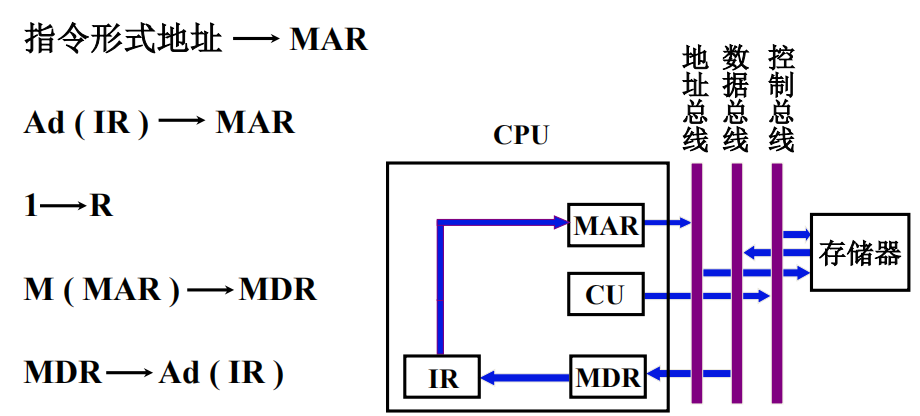 指令形式地址 → MAR
Ad ( IR ) → MAR
1 → R
M ( MAR ) → MDR
MDR → Ad ( IR )
CPU
地址总线
数据总线
控制总线
MAR
CU
IR
MDR
存储器